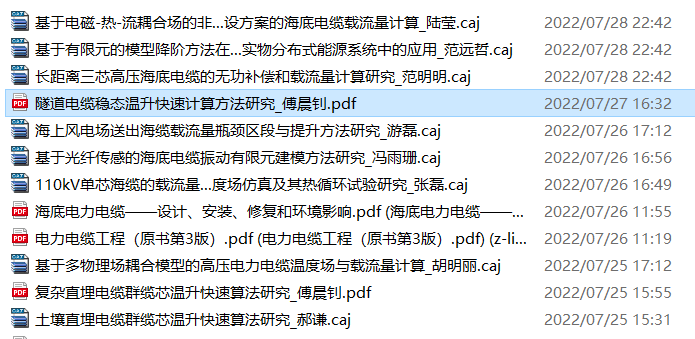 基于电磁-热-流耦合场的非...设方案的海底电缆载流量计算_陆莹.caj 2022/07/28 22:42
基于有限元的模型降阶方法在...实物分布式能源系统中的应用_范远哲.caj 2022/07/28 22:42
长距离三芯高压海底电缆的无功补偿和载流量计算研究_范明明.caj 2022/07/28 22:42
隧道电缆稳态温升快速计算方法研究_傅晨钊.pdf 2022/07/27 16:32
海上风电场送出海缆载流量瓶颈区段与提升方法研究_游磊.caj 2022/07/26 17:12
基于光纤传感的海底电缆振动有限元建模方法研究_冯雨珊.caj 2022/07/26 16:56
110kV单芯海缆的载流量...度场仿真及其热循环试验研究_张磊.caj 2022/07/26 16:49
海底电力电缆——设计、安装、修复和环境影响.pdf (海底电力电缆——... 2022/07/26 11:55
电力电缆工程（原书第3版）.pdf (电力电缆工程（原书第3版）.pdf) (z-li... 2022/07/26 11:19
基于多物理场耦合模型的高压电力电缆温度场与载流量计算_胡明丽.caj 2022/07/25 17:12
复杂直埋电缆群缆芯温升快速算法研究_傅晨钊.pdf 2022/07/25 15:55
土壤直埋电缆群缆芯温升快速算法研究_郝谦.caj 2022/07/25 15:31